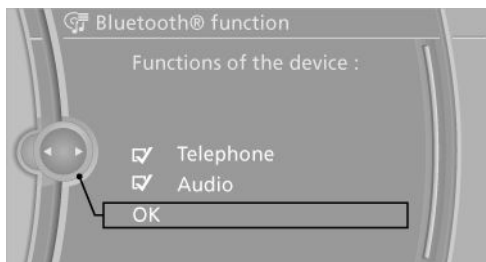 Bluetooth® function
Functions of the device :
Telephone
Audio
OK